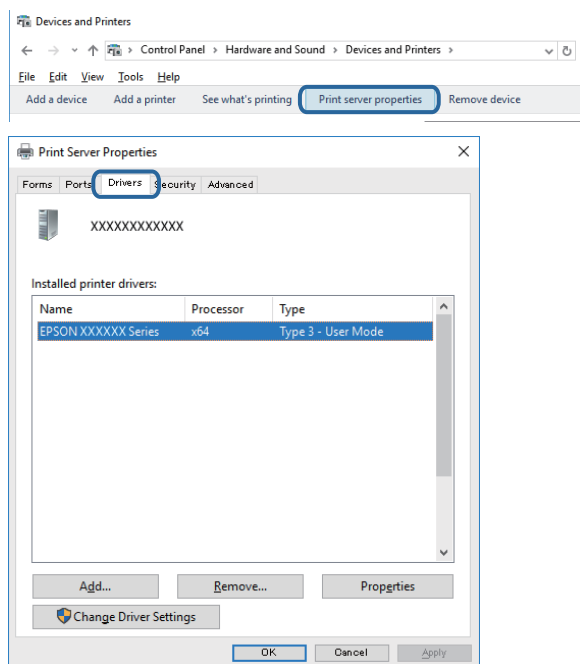 Devices and Printers
Control Panel > Hardware and Sound > Devices and Printers >
File Edit View Tools Help
Add a device Add a printer See what's printing Print server properties Remove device
Print Server Properties
Forms Ports Drivers Security Advanced
XXXXXXXXXXXX
Installed printer drivers:
Name Processor Type
EPSON XXXXXX Series x64 Type 3 - User Mode
Add... Remove... Properties
Change Driver Settings
OK Cancel Apply